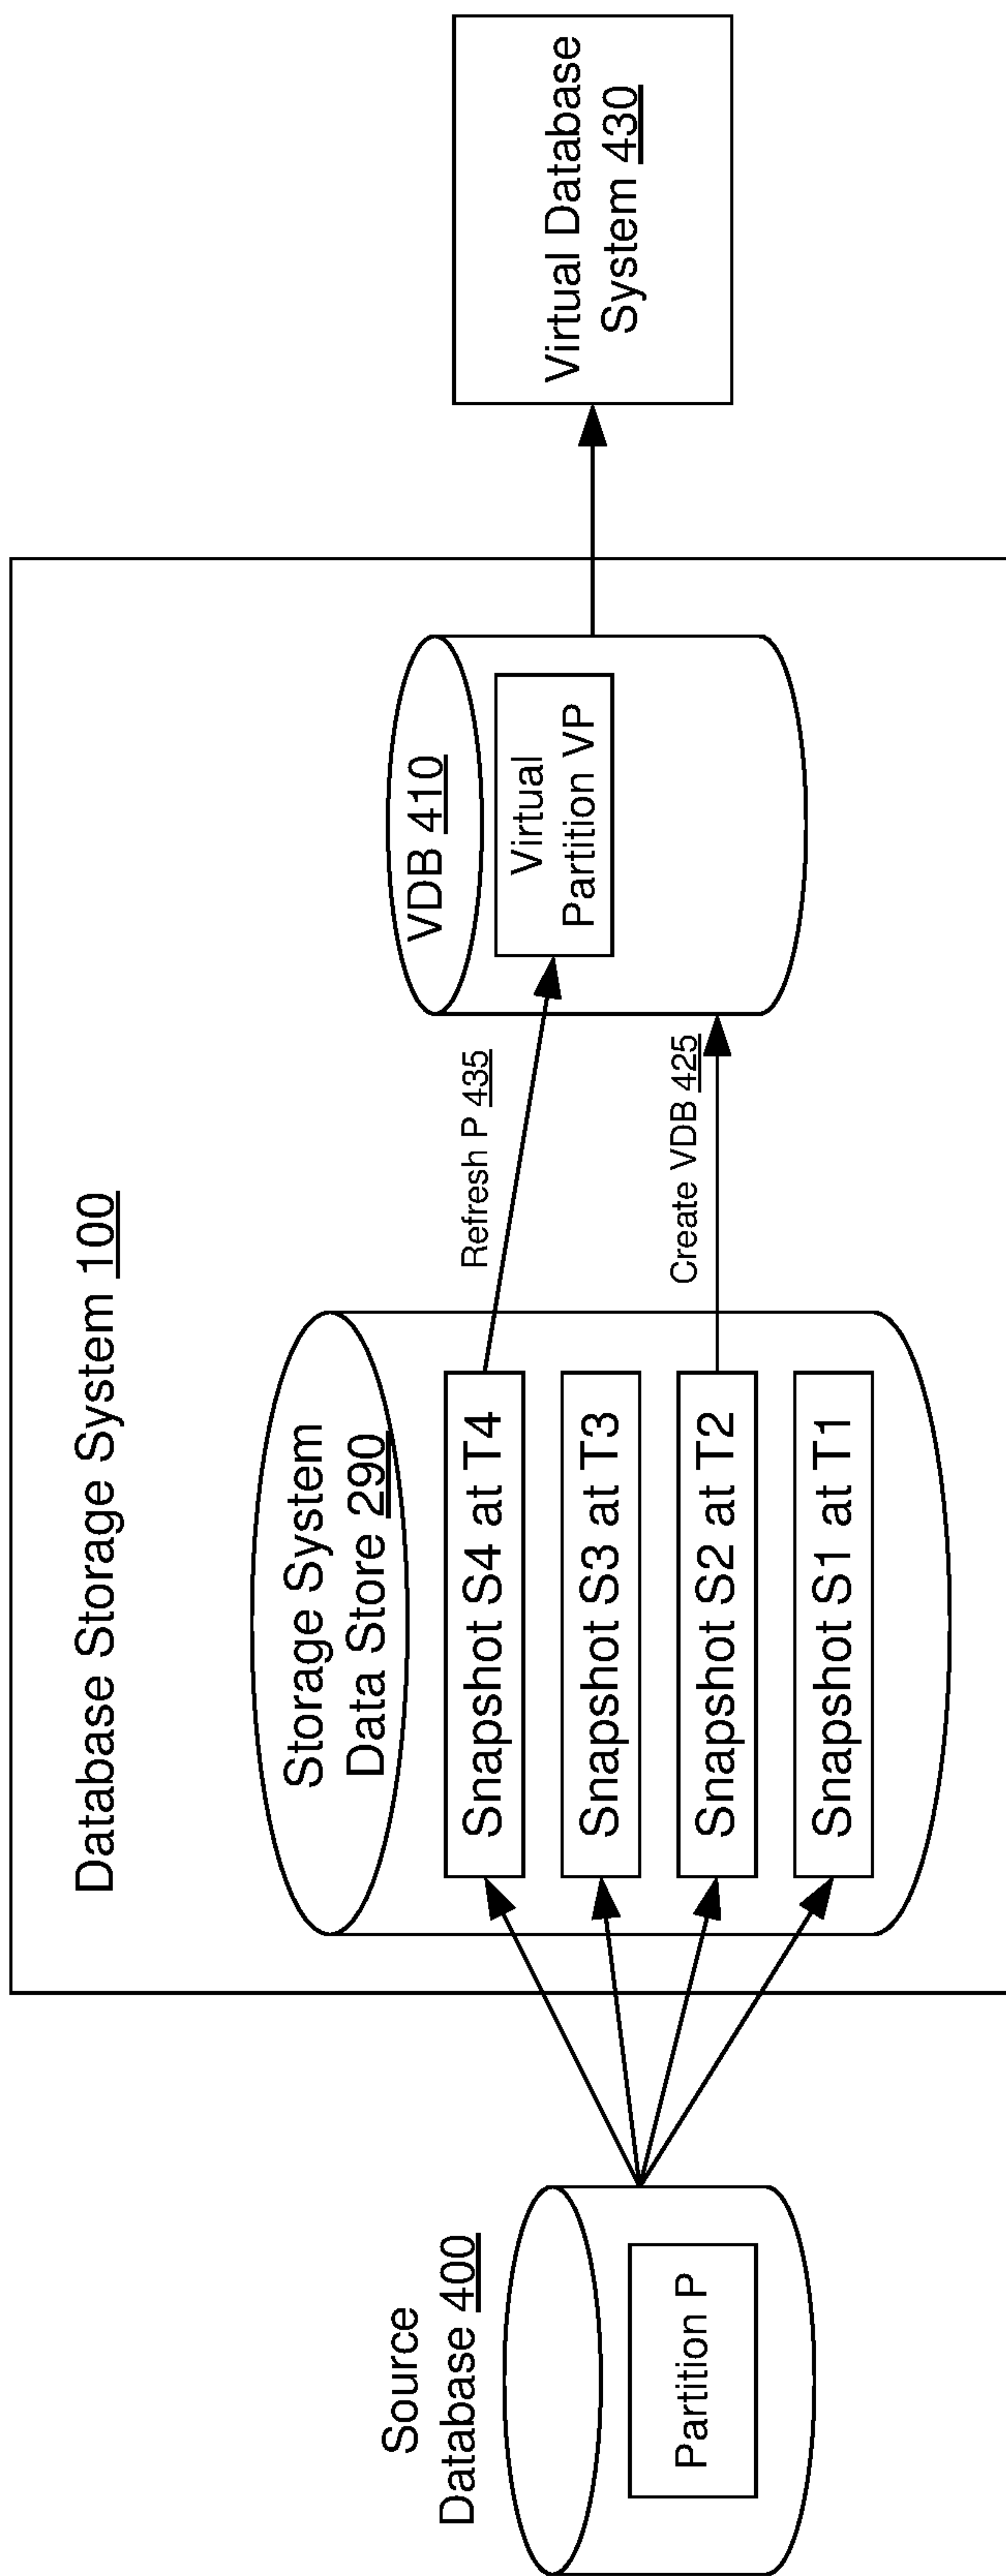 Database Storage System 100
Source
Database 400
Partition P
Storage System
Data Store 290
Snapshot S4 at T4
Snapshot S3 at T3
Snapshot S2 at T2
Snapshot S1 at T1
Refresh P 435
Create VDB 425
VDB 410
Virtual
Partition VP
Virtual Database
System 430